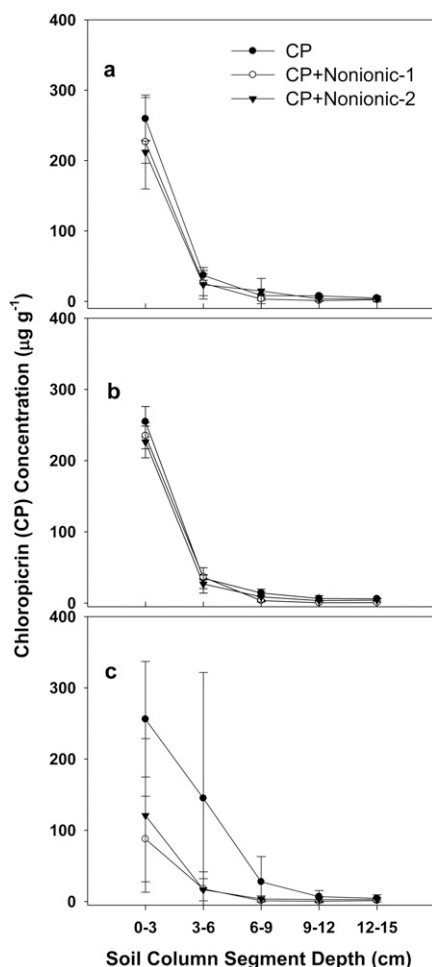 400
a
CP
CP+Nonionic-1
CP+Nonionic-2
300
200
100
0
400
b
300
200
100
0
400
c
300
200
100
0
Chloropicrin (CP) Concentration (µg g⁻¹)
0-3 3-6 6-9 9-12 12-15
Soil Column Segment Depth (cm)